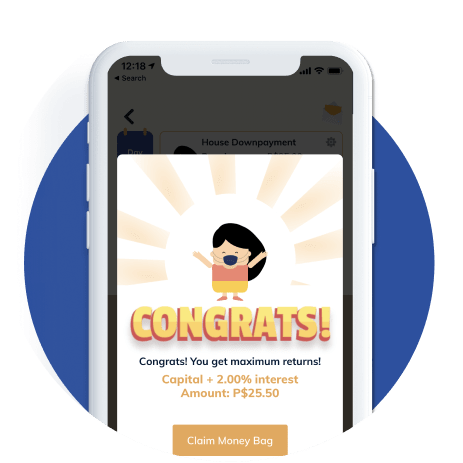 12:18
Search
House Downpayment
Day
CONGRATS!
Congrats! You get maximum returns!
Capital + 2.00% interest
Amount: P$25.50
Claim Money Bag